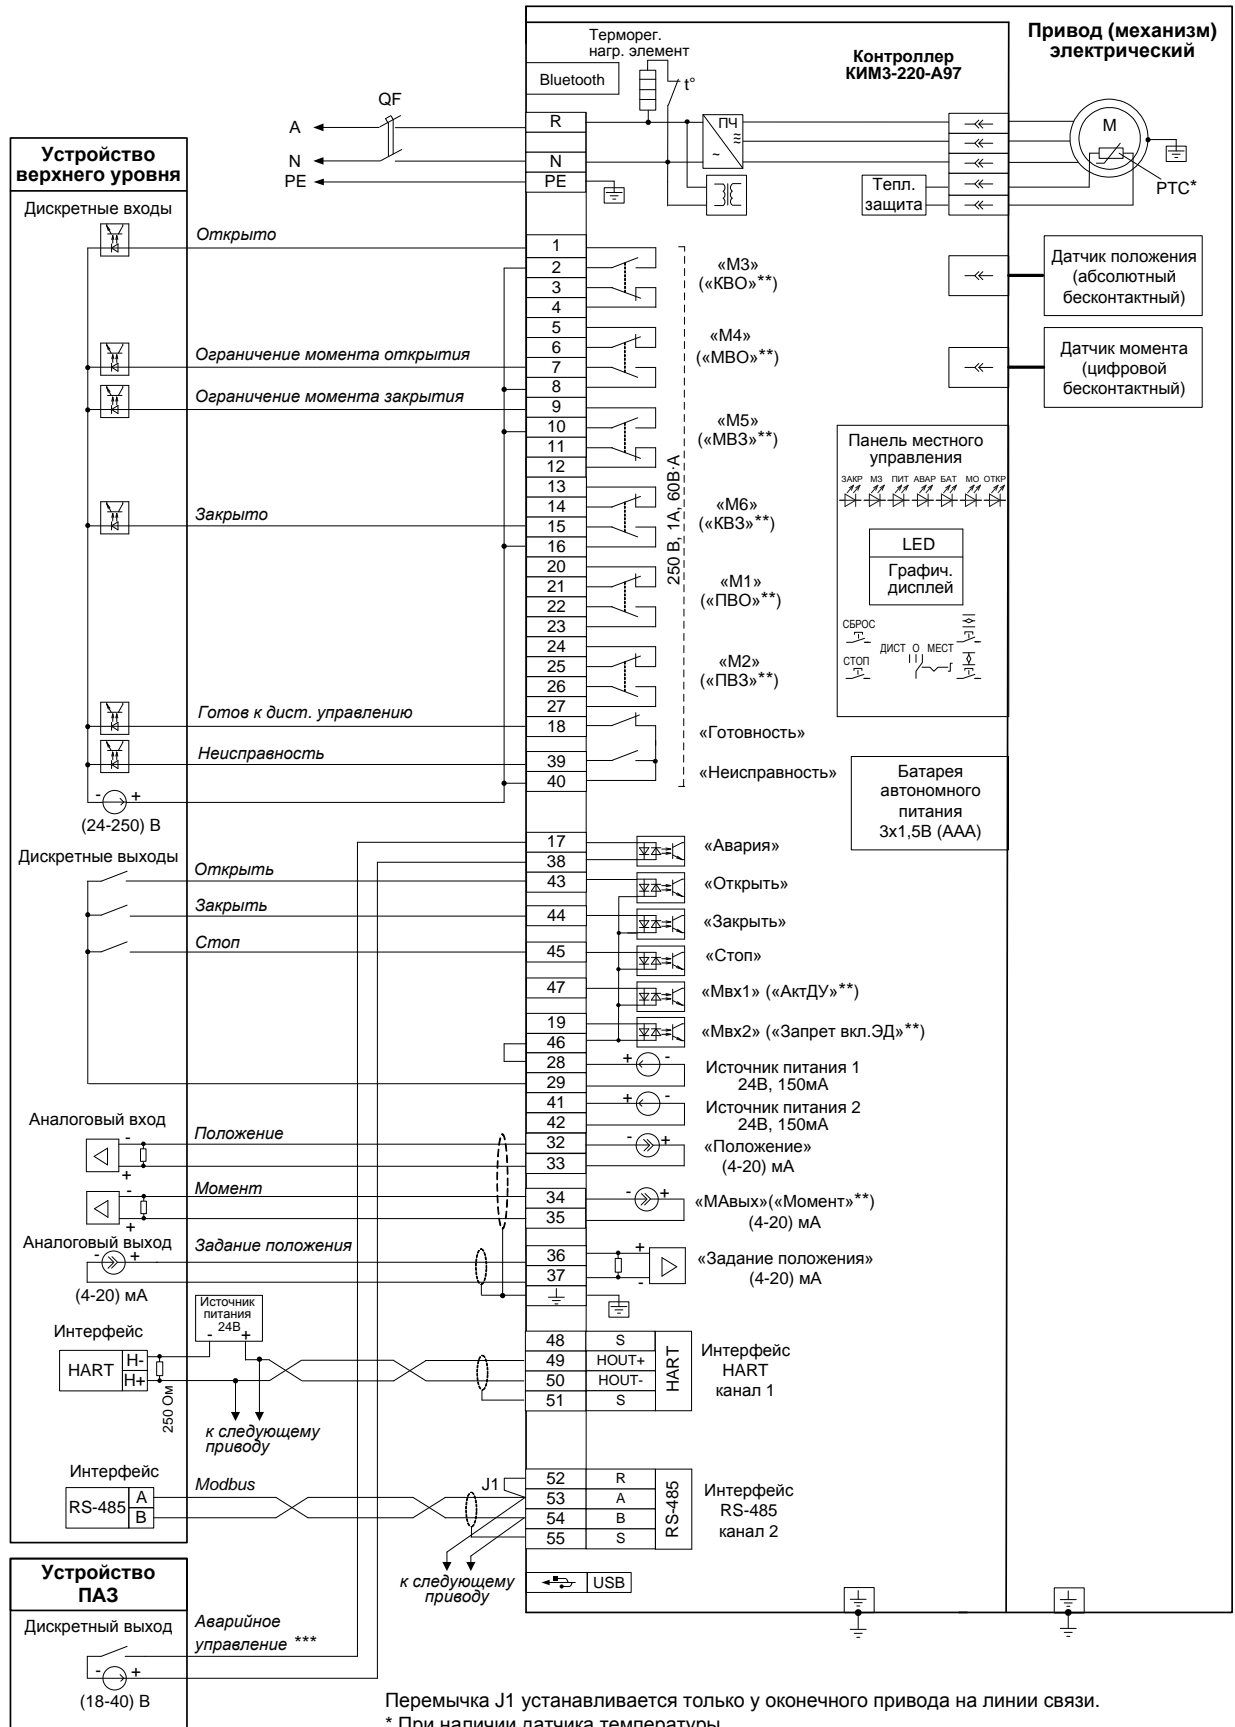 Привод (механизм)
электрический
Контроллер
КИМ3-220-А97
Терморег.
нагр. элемент
Bluetooth
t°
QF
A
N
PE
R
N
PE
ПЧ
~
≈
M
PTC*
Тепл.
защита
Устройство
верхнего уровня
Дискретные входы
Открыто
Ограничение момента открытия
Ограничение момента закрытия
Закрыто
Готов к дист. управлению
Неисправность
- +
(24-250) В
1
2
3
4
5
6
7
8
9
10
11
12
13
14
15
16
20
21
22
23
24
25
26
27
18
39
40
«М3»
(«КВО»**)
«М4»
(«МВО»**)
«М5»
(«МВЗ»**)
«М6»
(«КВЗ»**)
«М1»
(«ПВО»**)
«М2»
(«ПВЗ»**)
«Готовность»
«Неисправность»
250 В, 1А, 60В·А
Датчик положения
(абсолютный
бесконтактный)
Датчик момента
(цифровой
бесконтактный)
Панель местного
управления
ЗАКР МЗ ПИТ АВАР БАТ МО ОТКР
LED
Графич.
дисплей
СБРОС
СТОП
ДИСТ О МЕСТ
Батарея
автономного
питания
3х1,5В (ААА)
Дискретные выходы
Открыть
Закрыть
Стоп
17
38
43
44
45
47
19
46
28
29
41
42
32
33
34
35
36
37
«Авария»
«Открыть»
«Закрыть»
«Стоп»
«Мвх1» («АктДУ»**)
«Мвх2» («Запрет вкл.ЭД»**)
+ -
Источник питания 1
24В, 150мА
+ -
Источник питания 2
24В, 150мА
- +
«Положение»
(4-20) мА
- +
«МАвых»(«Момент»**)
(4-20) мА
+
-
«Задание положения»
(4-20) мА
Аналоговый вход
-
+
Положение
-
+
Момент
Аналоговый выход
- +
Задание положения
(4-20) мА
Источник
питания
24В
- +
Интерфейс
HART
H-
H+
250 Ом
к следующему
приводу
48 S
49 HOUT+
50 HOUT-
51 S
HART
Интерфейс
HART
канал 1
Интерфейс
RS-485
A
B
Modbus
J1
52 R
53 A
54 B
55 S
RS-485
Интерфейс
RS-485
канал 2
к следующему
приводу
USB
Устройство
ПАЗ
Дискретный выход
Аварийное
управление ***
- +
(18-40) В
Перемычка J1 устанавливается только у оконечного привода на линии связи.
* При наличии датчика температуры